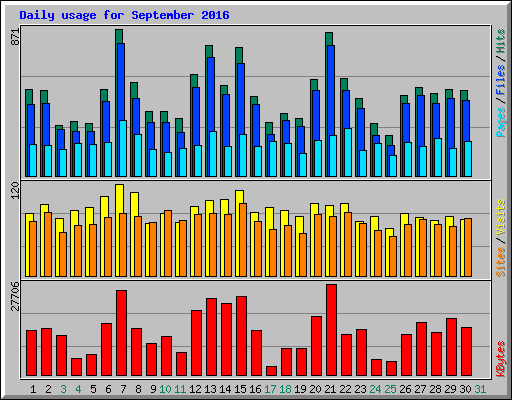 Daily usage for September 2016
871
Pages / Files / Hits
120
Sites / Visits
27706
KBytes
1 2 3 4 5 6 7 8 9 10 11 12 13 14 15 16 17 18 19 20 21 22 23 24 25 26 27 28 29 30 31